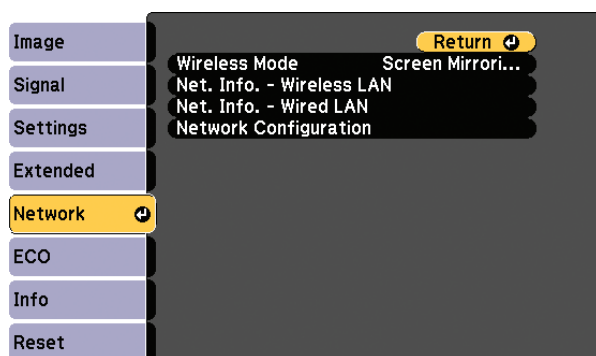 Image
Signal
Settings
Extended
Network
ECO
Info
Reset
Return
Wireless Mode Screen Mirrori...
Net. Info. - Wireless LAN
Net. Info. - Wired LAN
Network Configuration